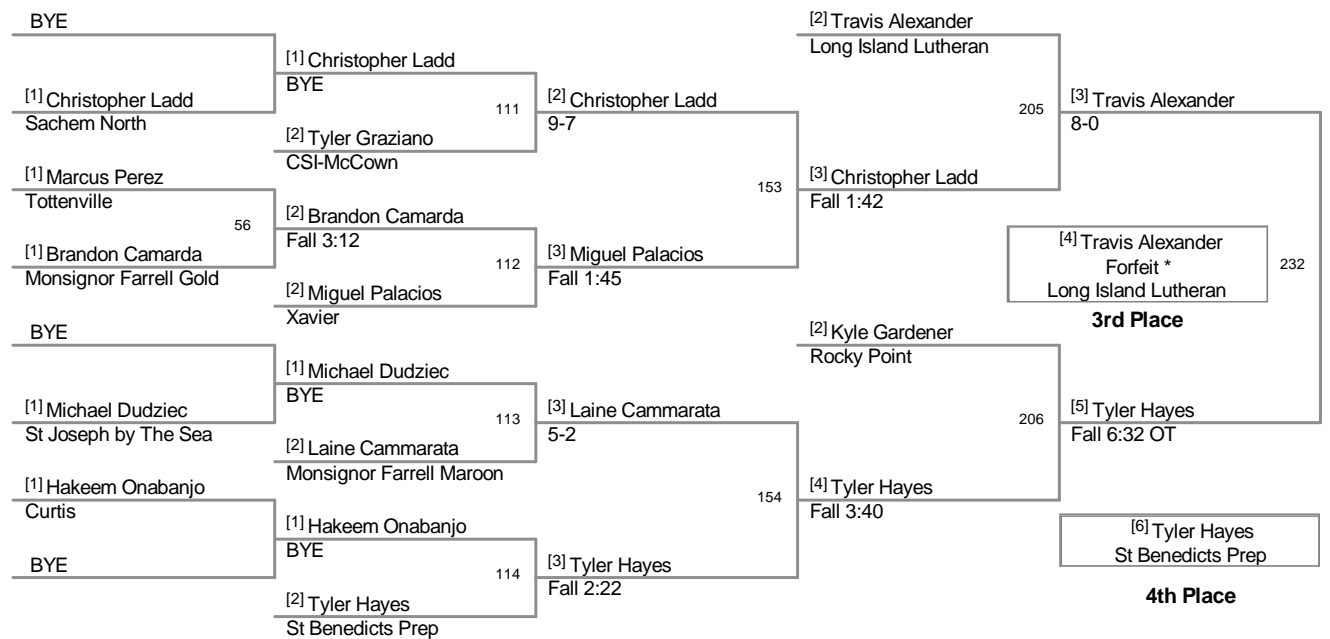 BYE
[1] Christopher Ladd
Sachem North
[1] Marcus Perez
Tottenville
56
[1] Brandon Camarda
Monsignor Farrell Gold
BYE
[1] Michael Dudziec
St Joseph by The Sea
[1] Hakeem Onabanjo
Curtis
BYE
[1] Christopher Ladd
BYE
111
[2] Tyler Graziano
CSI-McCown
[2] Brandon Camarda
Fall 3:12
112
[2] Miguel Palacios
Xavier
[1] Michael Dudziec
BYE
113
[2] Laine Cammarata
Monsignor Farrell Maroon
[1] Hakeem Onabanjo
BYE
114
[2] Tyler Hayes
St Benedicts Prep
[2] Christopher Ladd
9-7
153
[3] Miguel Palacios
Fall 1:45
[3] Laine Cammarata
5-2
154
[3] Tyler Hayes
Fall 2:22
[2] Travis Alexander
Long Island Lutheran
205
[3] Christopher Ladd
Fall 1:42
[2] Kyle Gardener
Rocky Point
206
[4] Tyler Hayes
Fall 3:40
[3] Travis Alexander
8-0
[4] Travis Alexander
Forfeit *
Long Island Lutheran
232
3rd Place
[5] Tyler Hayes
Fall 6:32 OT
[6] Tyler Hayes
St Benedicts Prep
4th Place